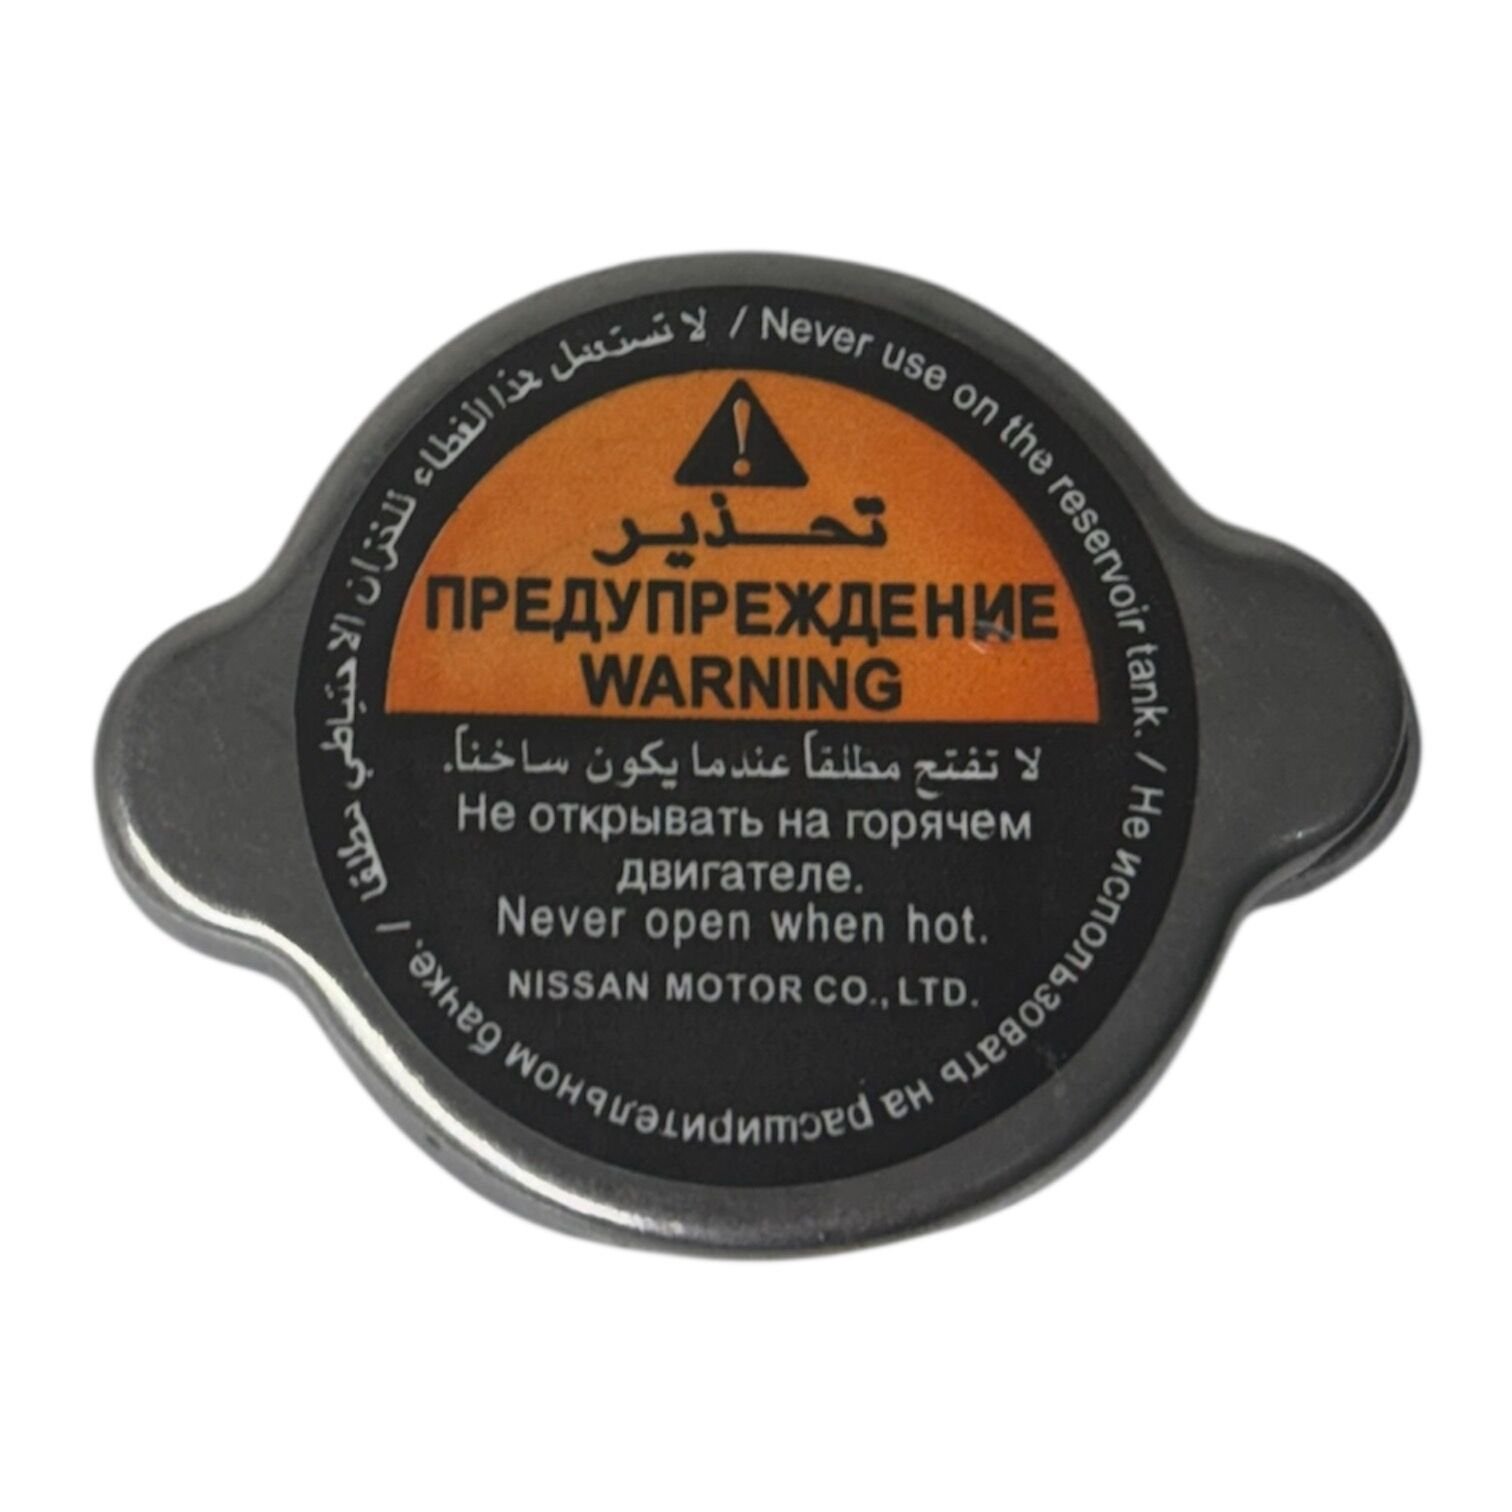 لا تستعمل هذا الغطاء للخزان الاحتياطي مطلقا / Never use on the reservoir tank. / Не использовать на расширительном бачке. /
!
تحذير
ПРЕДУПРЕЖДЕНИЕ
WARNING
لا تفتح مطلقاً عندما يكون ساخناً.
Не открывать на горячем
двигателе.
Never open when hot.
NISSAN MOTOR CO., LTD.